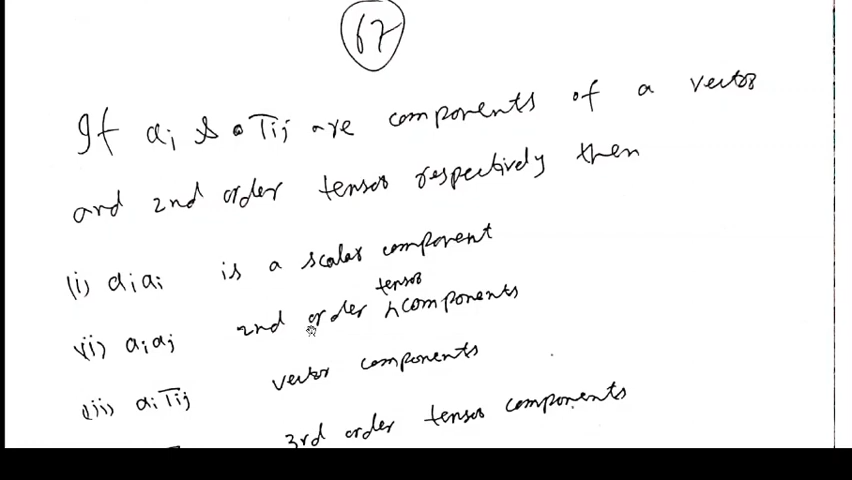 67
If ai & Tij are components of a vector
and 2nd order tensor respectively then
(i) aiai is a scalar component
tensor
(ii) aiaj 2nd order components
(iii) aiTij vector components
3rd order tensor components